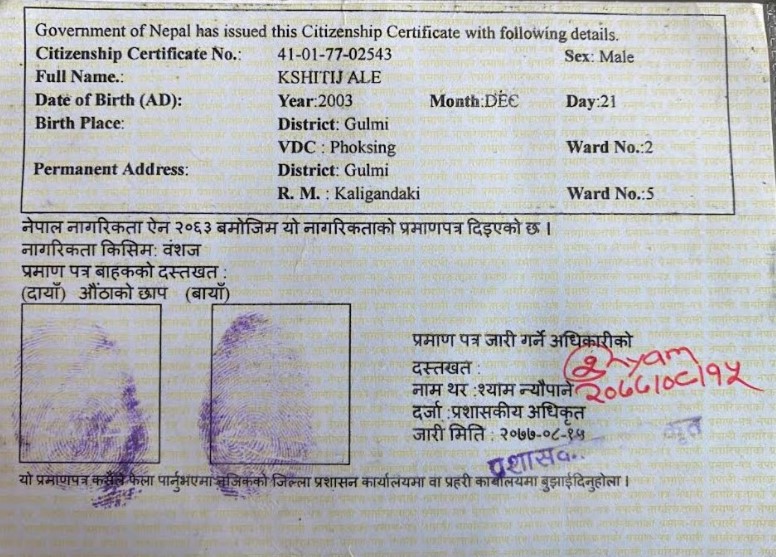 Government of Nepal has issued this Citizenship Certificate with following details.
Citizenship Certificate No.: 41-01-77-02543 Sex: Male
Full Name.: KSHITIJ ALE
Date of Birth (AD): Year:2003 Month:DEC Day:21
Birth Place: District: Gulmi
VDC : Phoksing Ward No.:2
Permanent Address: District: Gulmi
R. M. : Kaligandaki Ward No.:5
नेपाल नागरिकता ऐन २०६३ बमोजिम यो नागरिकताको प्रमाणपत्र दिइएको छ ।
नागरिकता किसिम: वंशज
प्रमाण पत्र बाहकको दस्तखत :
(दायाँ) औंठाको छाप (बायाँ)
प्रमाण पत्र जारी गर्ने अधिकारीको
दस्तखत :
Shyam
नाम थर :श्याम न्यौपाने
२०७७/०८/१५
दर्जा :प्रशासकीय अधिकृत
जारी मिति : २०७७-०८-१५
यो प्रमाणपत्र कसैले फेला पार्नुभएमा नजिकको जिल्ला प्रशासन कार्यालयमा वा प्रहरी कार्यालयमा बुझाईदिनुहोला ।